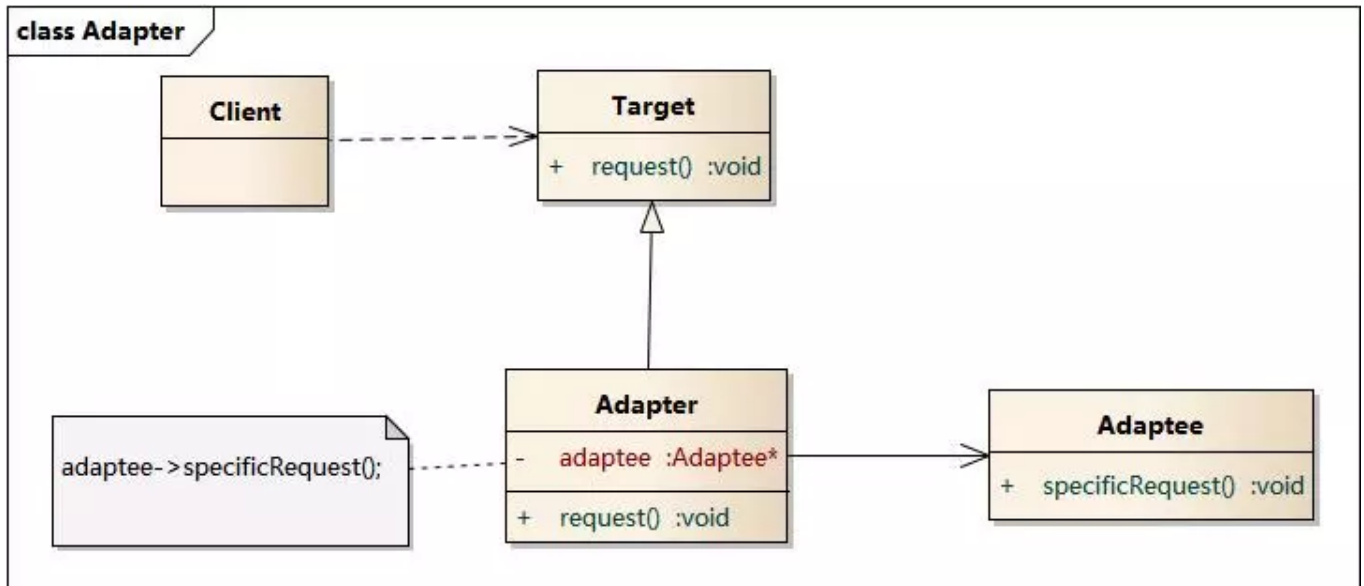 class Adapter
Client
Target
+ request() :void
Adapter
- adaptee :Adaptee*
+ request() :void
adaptee->specificRequest();
Adaptee
+ specificRequest() :void